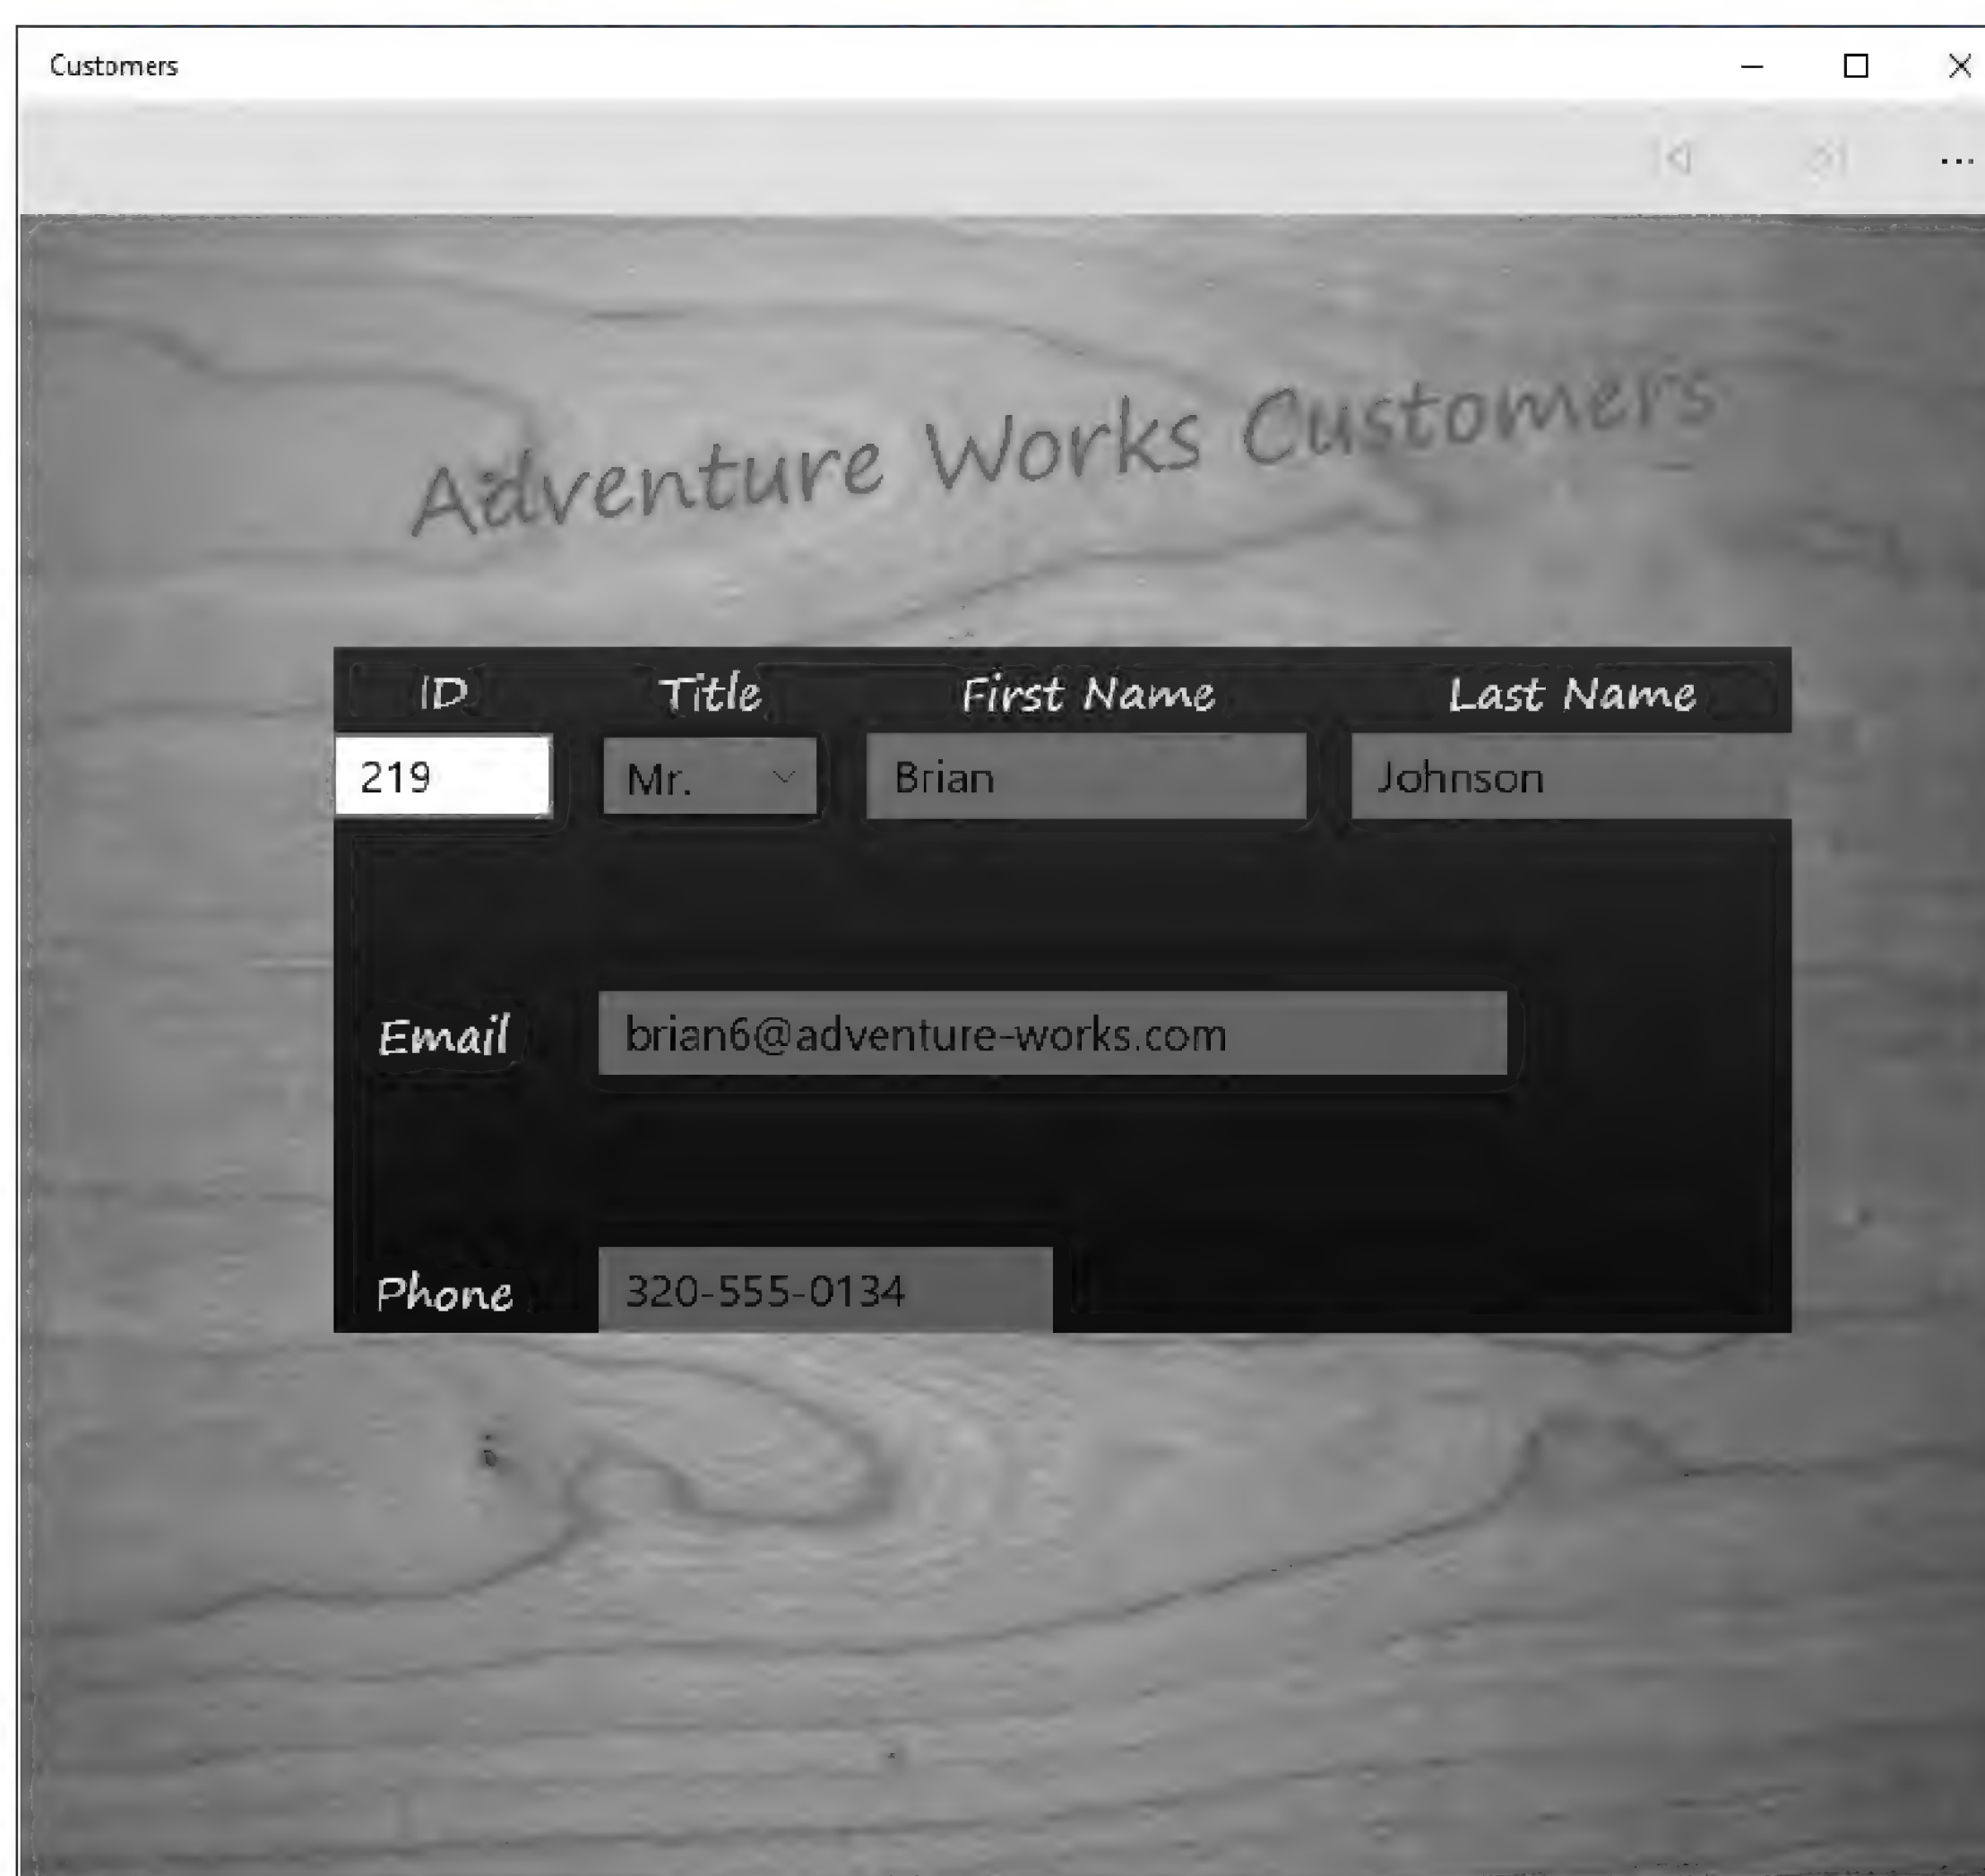 Customers
Adventure Works Customers
ID Title First Name Last Name
219 Mr. Brian Johnson
Email brian6@adventure-works.com
Phone 320-555-0134